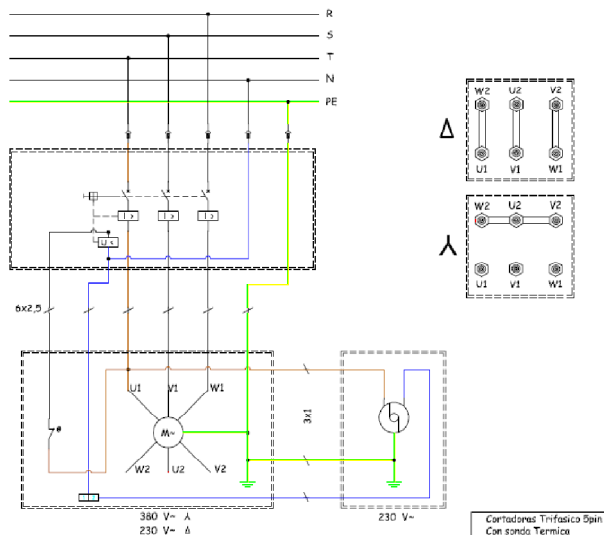 R
S
T
N
PE
W2 U2 V2
Δ
U1 V1 W1
W2 U2 V2
U1 V1 W1
I> I> I>
U<
6x2,5
U1 V1 W1
M~
W2 U2 V2
θ
3x1
380 V~ ⅄
230 V~ Δ
230 V~
Cortadoras Trifasico 5pin
Con sonda Termica